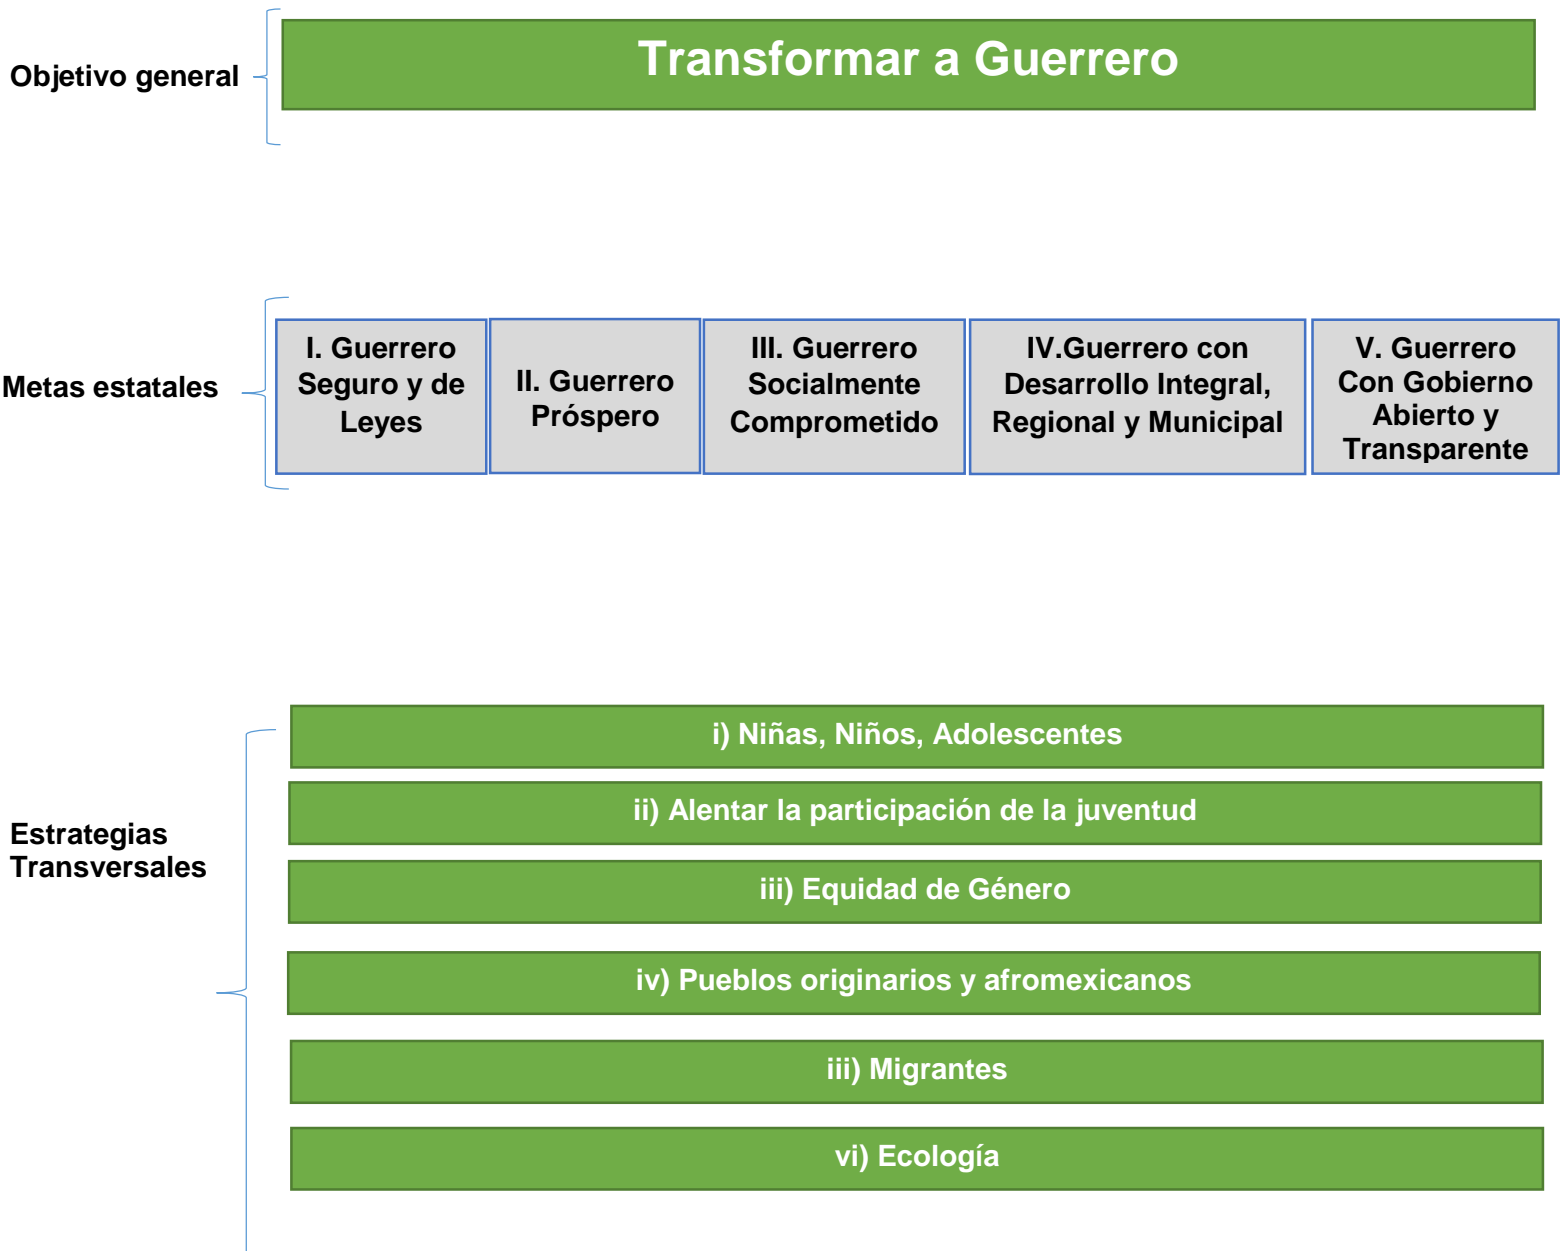 Objetivo general
Transformar a Guerrero
Metas estatales
I. Guerrero
Seguro y de
Leyes
II. Guerrero
Próspero
III. Guerrero
Socialmente
Comprometido
IV.Guerrero con
Desarrollo Integral,
Regional y Municipal
V. Guerrero
Con Gobierno
Abierto y
Transparente
Estrategias
Transversales
i) Niñas, Niños, Adolescentes
ii) Alentar la participación de la juventud
iii) Equidad de Género
iv) Pueblos originarios y afromexicanos
iii) Migrantes
vi) Ecología